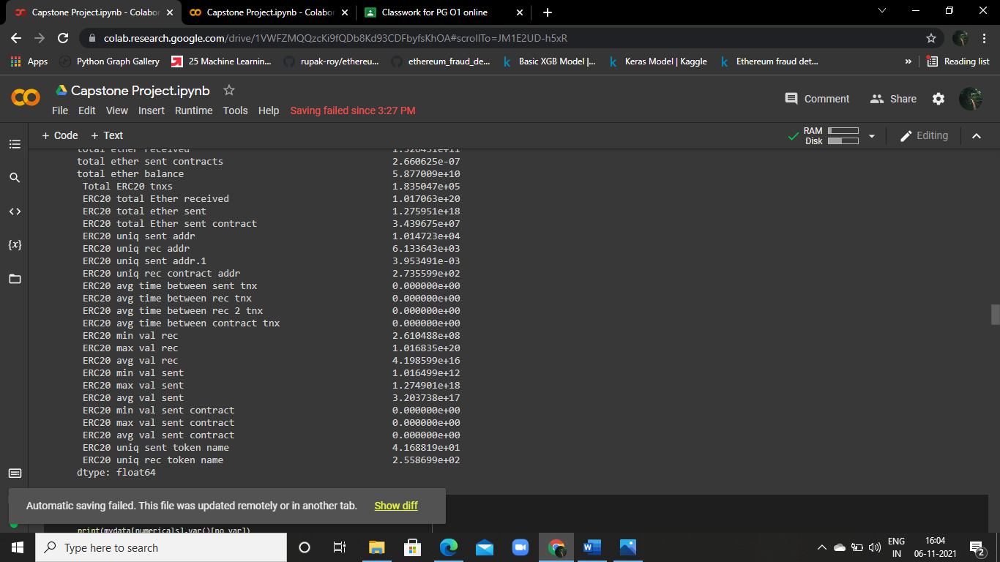 Capstone Project.ipynb - Colabor
Capstone Project.ipynb - Colabor
Classwork for PG O1 online
colab.research.google.com/drive/1VWFZMQQzcKi9fQDb8Kd93CDFbyfsKhOA#scrollTo=JM1E2UD-h5xR
Apps
Python Graph Gallery
25 Machine Learnin...
rupak-roy/ethereu...
ethereum_fraud_de...
Basic XGB Model |...
Keras Model | Kaggle
Ethereum fraud det...
»
Reading list
Capstone Project.ipynb
Comment
Share
File Edit View Insert Runtime Tools Help Saving failed since 3:27 PM
+ Code + Text
RAM
Disk
Editing
total ether received 1.526451e+11
total ether sent contracts 2.660625e-07
total ether balance 5.877009e+10
Total ERC20 tnxs 1.835047e+05
ERC20 total Ether received 1.017063e+20
ERC20 total ether sent 1.275951e+18
ERC20 total Ether sent contract 3.439675e+07
ERC20 uniq sent addr 1.014723e+04
ERC20 uniq rec addr 6.133643e+03
ERC20 uniq sent addr.1 3.953491e-03
ERC20 uniq rec contract addr 2.735599e+02
ERC20 avg time between sent tnx 0.000000e+00
ERC20 avg time between rec tnx 0.000000e+00
ERC20 avg time between rec 2 tnx 0.000000e+00
ERC20 avg time between contract tnx 0.000000e+00
ERC20 min val rec 2.610488e+08
ERC20 max val rec 1.016835e+20
ERC20 avg val rec 4.198599e+16
ERC20 min val sent 1.016499e+12
ERC20 max val sent 1.274901e+18
ERC20 avg val sent 3.203738e+17
ERC20 min val sent contract 0.000000e+00
ERC20 max val sent contract 0.000000e+00
ERC20 avg val sent contract 0.000000e+00
ERC20 uniq sent token name 4.168819e+01
ERC20 uniq rec token name 2.558699e+02
dtype: float64
Automatic saving failed. This file was updated remotely or in another tab. Show diff
print(mydata[numericals].var()[no_var])
Type here to search
ENG
IN
16:04
06-11-2021
2